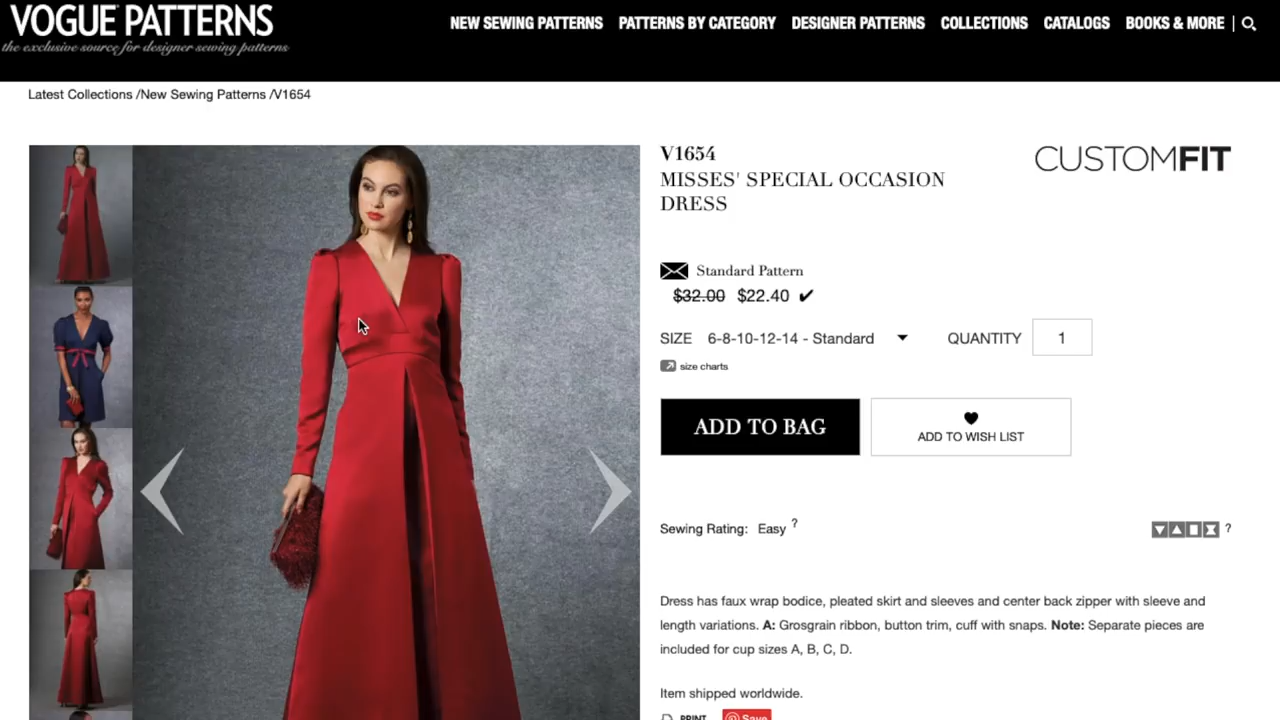 VOGUE PATTERNS
the exclusive source for designer sewing patterns
NEW SEWING PATTERNS PATTERNS BY CATEGORY DESIGNER PATTERNS COLLECTIONS CATALOGS BOOKS & MORE |
Latest Collections /New Sewing Patterns /V1654
V1654
MISSES' SPECIAL OCCASION
DRESS
CUSTOMFIT
Standard Pattern
$32.00 $22.40 ✔
SIZE 6-8-10-12-14 - Standard QUANTITY 1
size charts
ADD TO BAG
ADD TO WISH LIST
Sewing Rating: Easy ?
?
Dress has faux wrap bodice, pleated skirt and sleeves and center back zipper with sleeve and
length variations. A: Grosgrain ribbon, button trim, cuff with snaps. Note: Separate pieces are
included for cup sizes A, B, C, D.
Item shipped worldwide.
PRINT Save